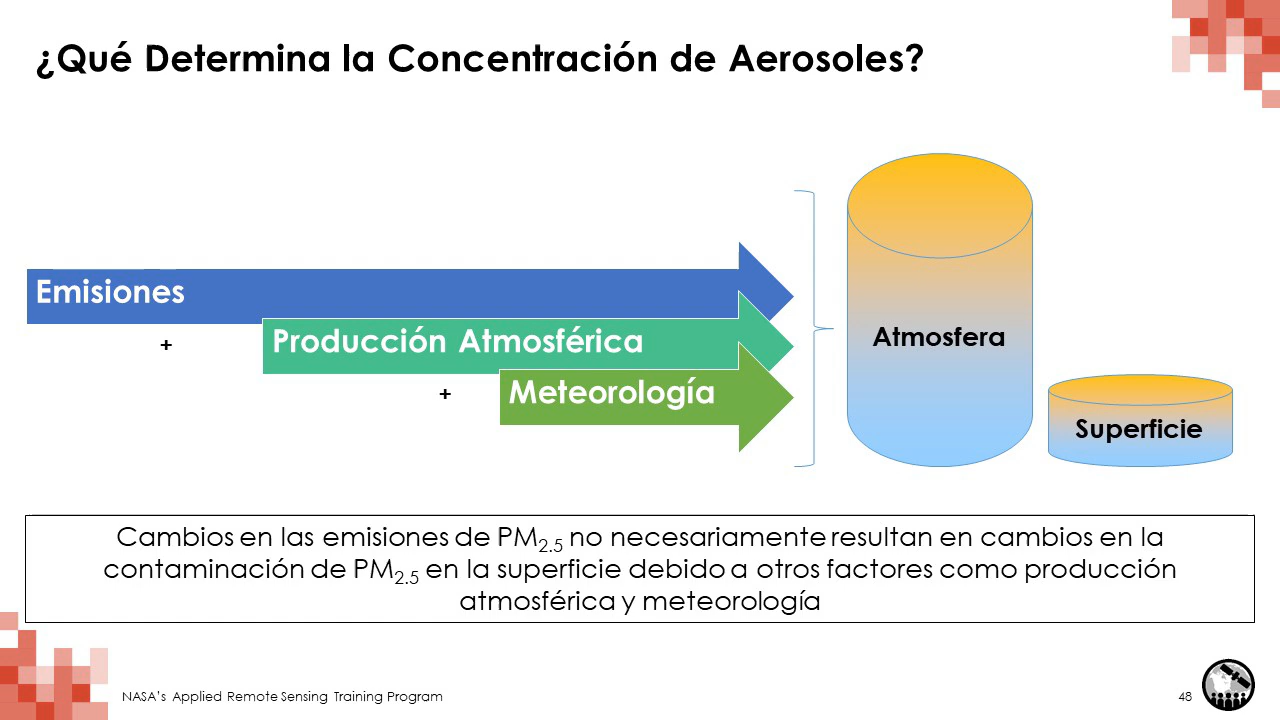 ¿Qué Determina la Concentración de Aerosoles?
Emisiones
+
Producción Atmosférica
+
Meteorología
Atmosfera
Superficie
Cambios en las emisiones de PM2.5 no necesariamente resultan en cambios en la
contaminación de PM2.5 en la superficie debido a otros factores como producción
atmosférica y meteorología
NASA's Applied Remote Sensing Training Program
48